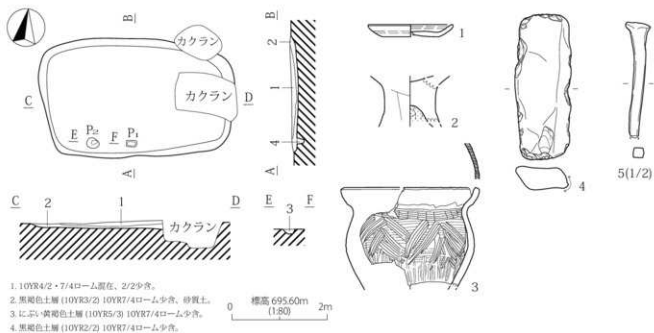 B
カクラン
C
カクラン
D
E P2 F P1
A
B
2
1
4
A
C
2
1
カクラン
D
E
F
3
1. 10YR4/2・7/4ローム混在、2/2少含。
2. 黒褐色土層 (10YR3/2) 10YR7/4ローム少含、砂質土。
3. にぶい黄褐色土層 (10YR5/3) 10YR7/4ローム少含。
4. 黒褐色土層 (10YR2/2) 10YR7/4ローム少含。
標高 695.60m
0 (1:80) 2m
1
2
3
4
5(1/2)